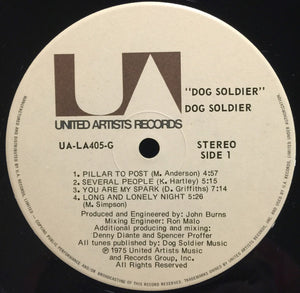 UA
UNITED ARTISTS RECORDS
"DOG SOLDIER"
DOG SOLDIER
UA-LA405-G
STEREO
SIDE 1
1. PILLAR TO POST (M. Anderson) 4:57
2. SEVERAL PEOPLE (K. Hartley) 8:15
3. YOU ARE MY SPARK (D. Griffiths) 7:14
4. LONG AND LONELY NIGHT 5:26
(M. Simpson)
Produced and Engineered by: John Burns
Mixing Engineer: Ron Malo
Additional producing and mixing:
Denny Diante and Spencer Proffer
All tunes published by: Dog Soldier Music
Ⓟ1975 United Artists Music
and Records Group, Inc.
All Rights Reserved